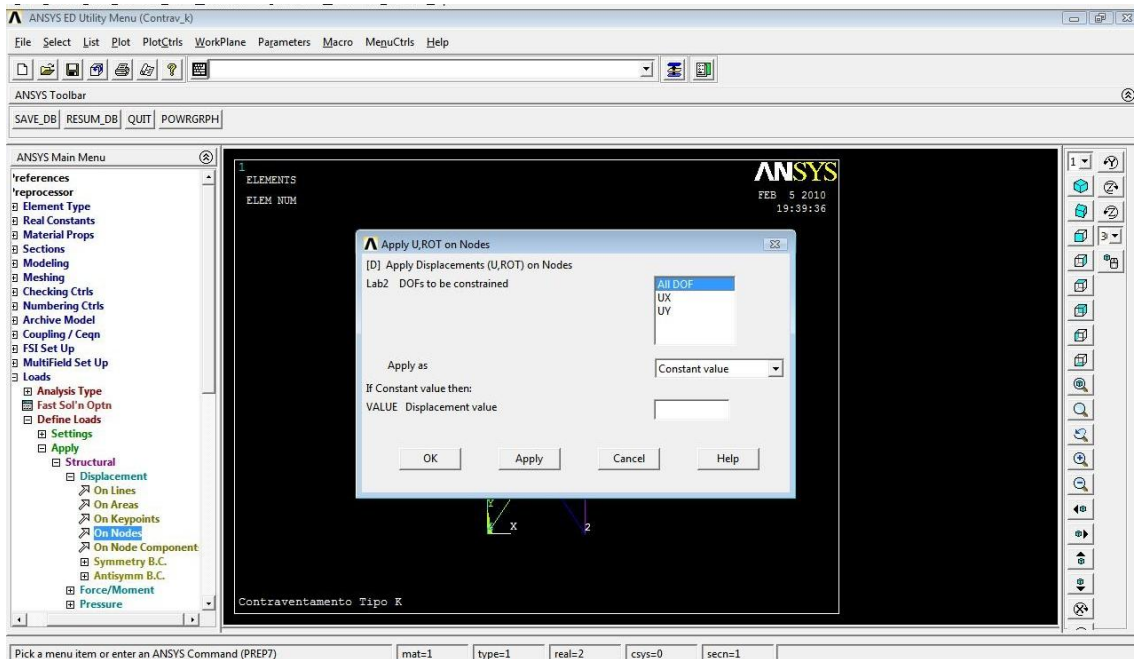 ANSYS ED Utility Menu (Contrav_k)
File Select List Plot PlotCtrls WorkPlane Parameters Macro MenuCtrls Help
ANSYS Toolbar
SAVE_DB RESUM_DB QUIT POWRGRPH
ANSYS Main Menu
'references
'reprocessor
Element Type
Real Constants
Material Props
Sections
Modeling
Meshing
Checking Ctrls
Numbering Ctrls
Archive Model
Coupling / Ceqn
FSI Set Up
MultiField Set Up
Loads
Analysis Type
Fast Sol'n Optn
Define Loads
Settings
Apply
Structural
Displacement
On Lines
On Areas
On Keypoints
On Nodes
On Node Component
Symmetry B.C.
Antisymm B.C.
Force/Moment
Pressure
1
ELEMENTS
ELEM NUM
ANSYS
FEB 5 2010
19:39:36
Apply U,ROT on Nodes
[D] Apply Displacements (U,ROT) on Nodes
Lab2 DOFs to be constrained
All DOF
UX
UY
Apply as
Constant value
If Constant value then:
VALUE Displacement value
OK Apply Cancel Help
X
2
Contraventamento Tipo K
1
Pick a menu item or enter an ANSYS Command (PREP7)
mat=1 type=1 real=2 csys=0 secn=1